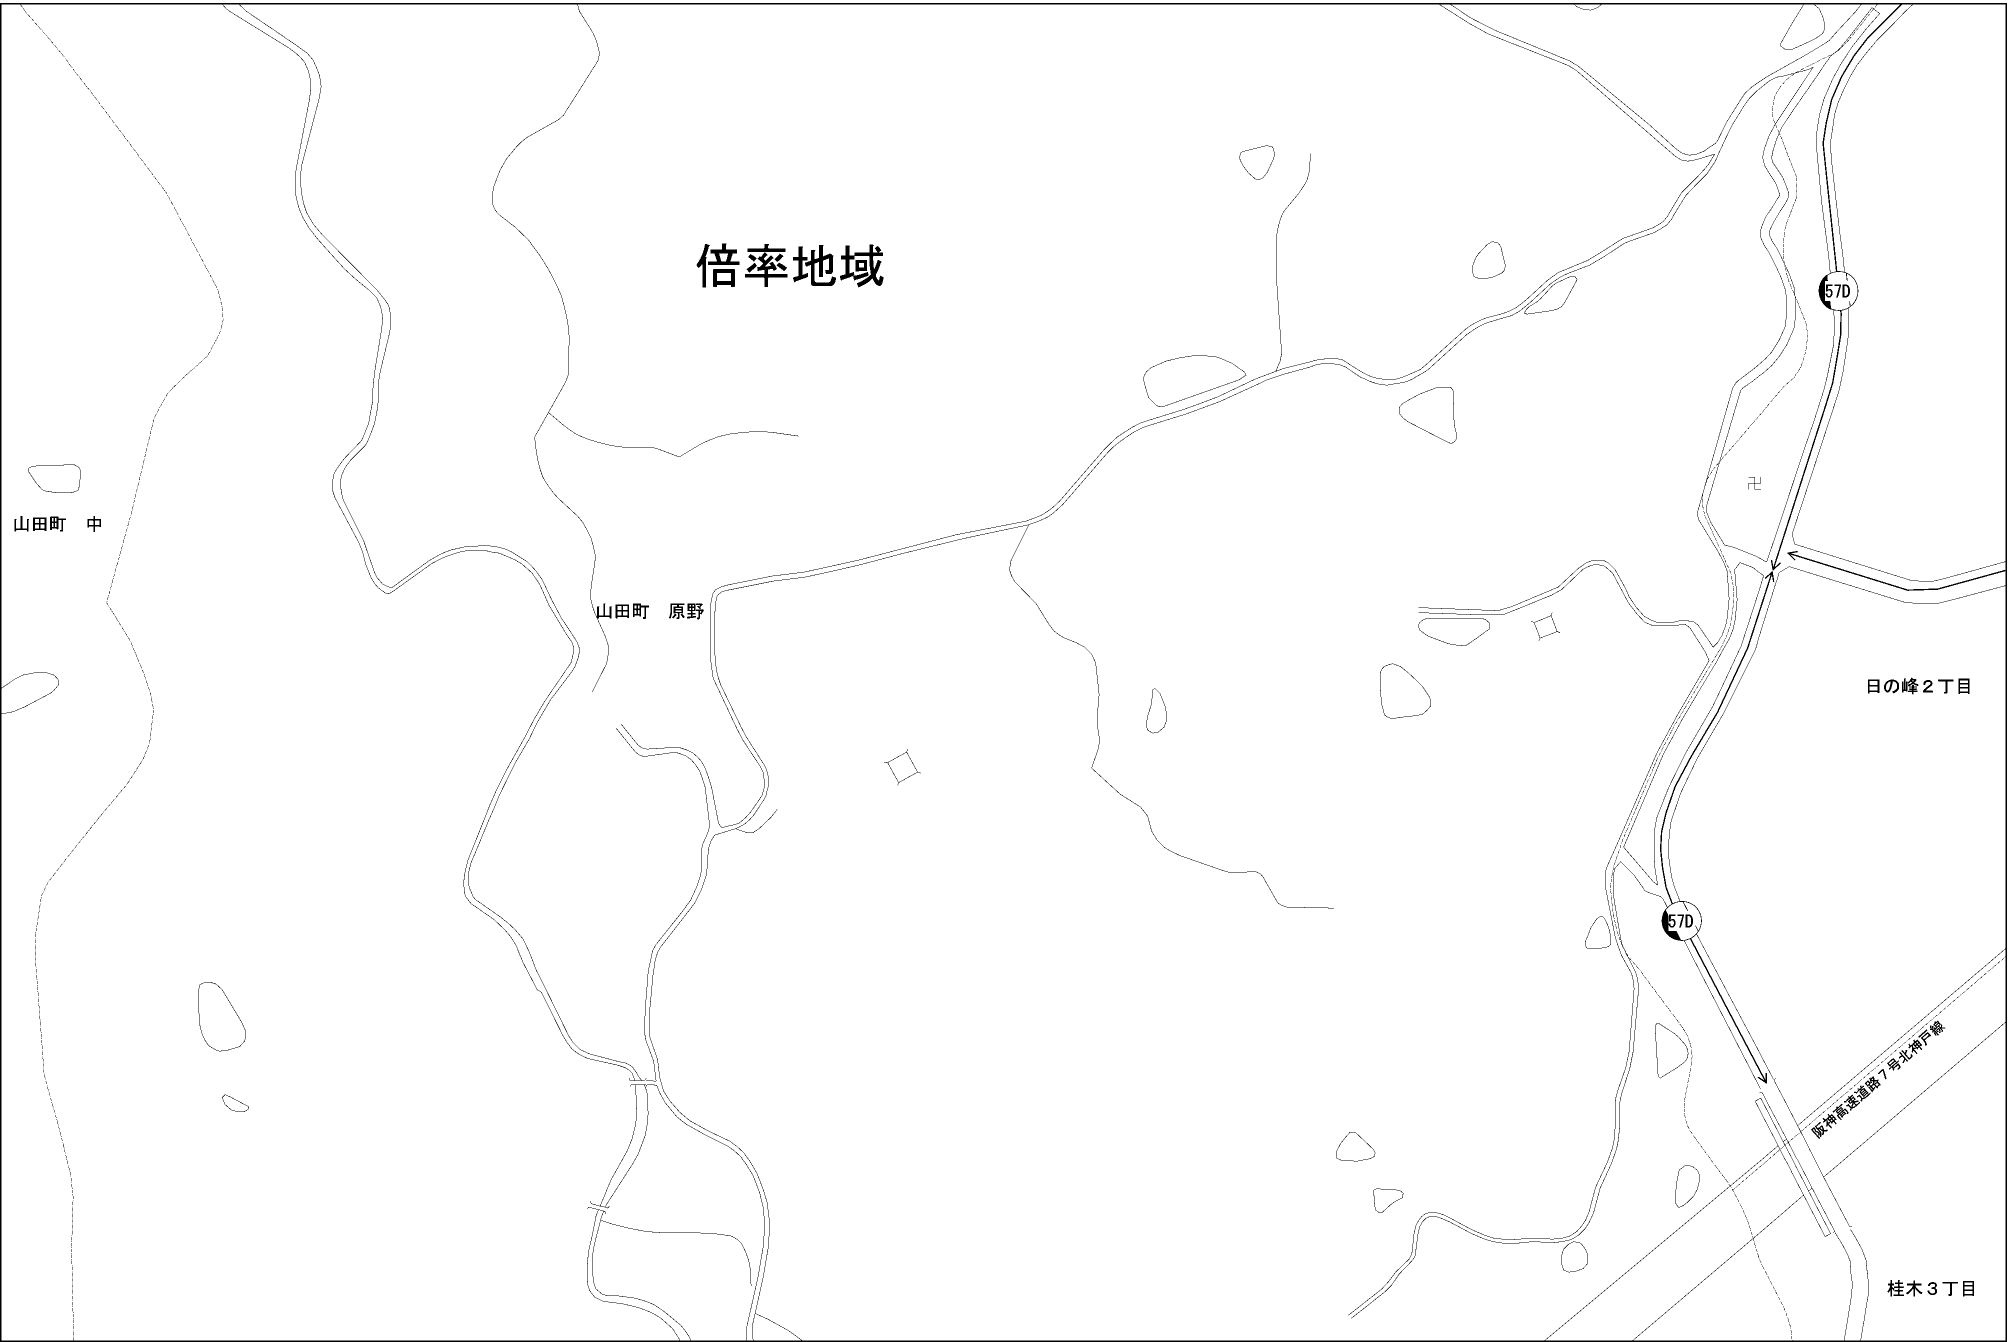 倍率地域
57D
山田町　中
山田町　原野
日の峰２丁目
57D
阪神高速道路７号北神戸線
桂木３丁目